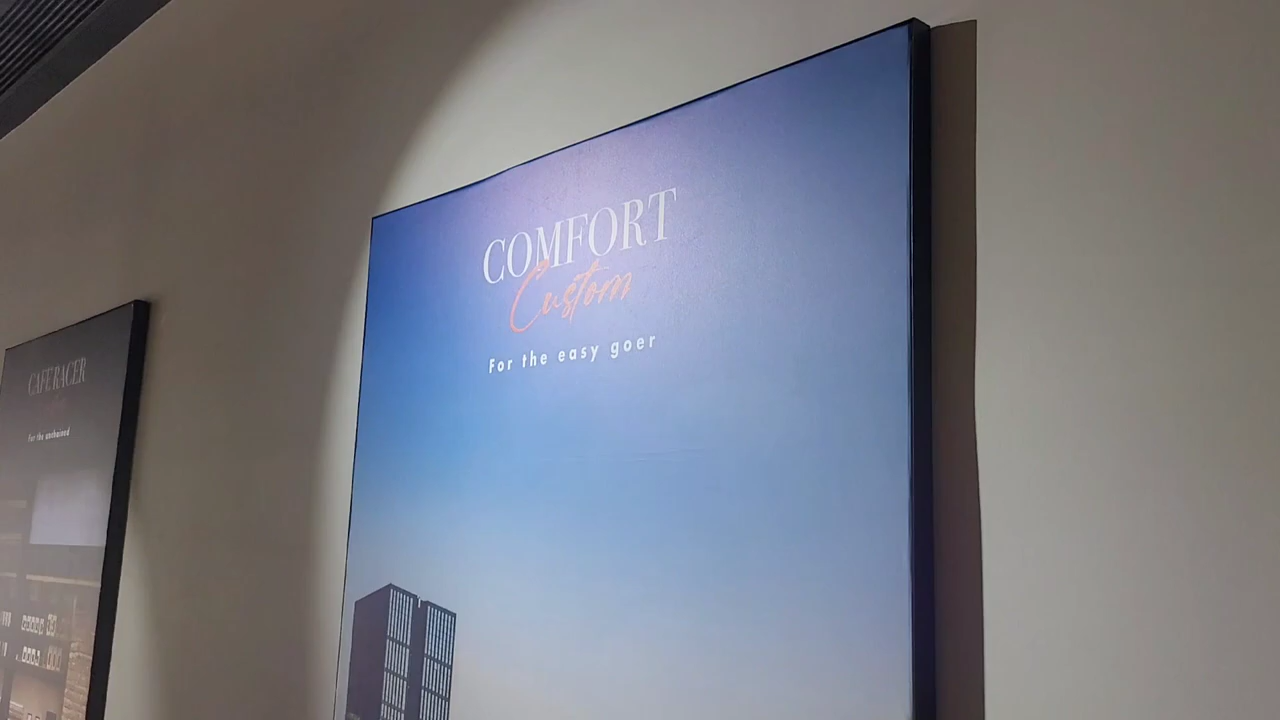 COMFORT
Custom
For the easy goer
CAFE RACER
For the unchained